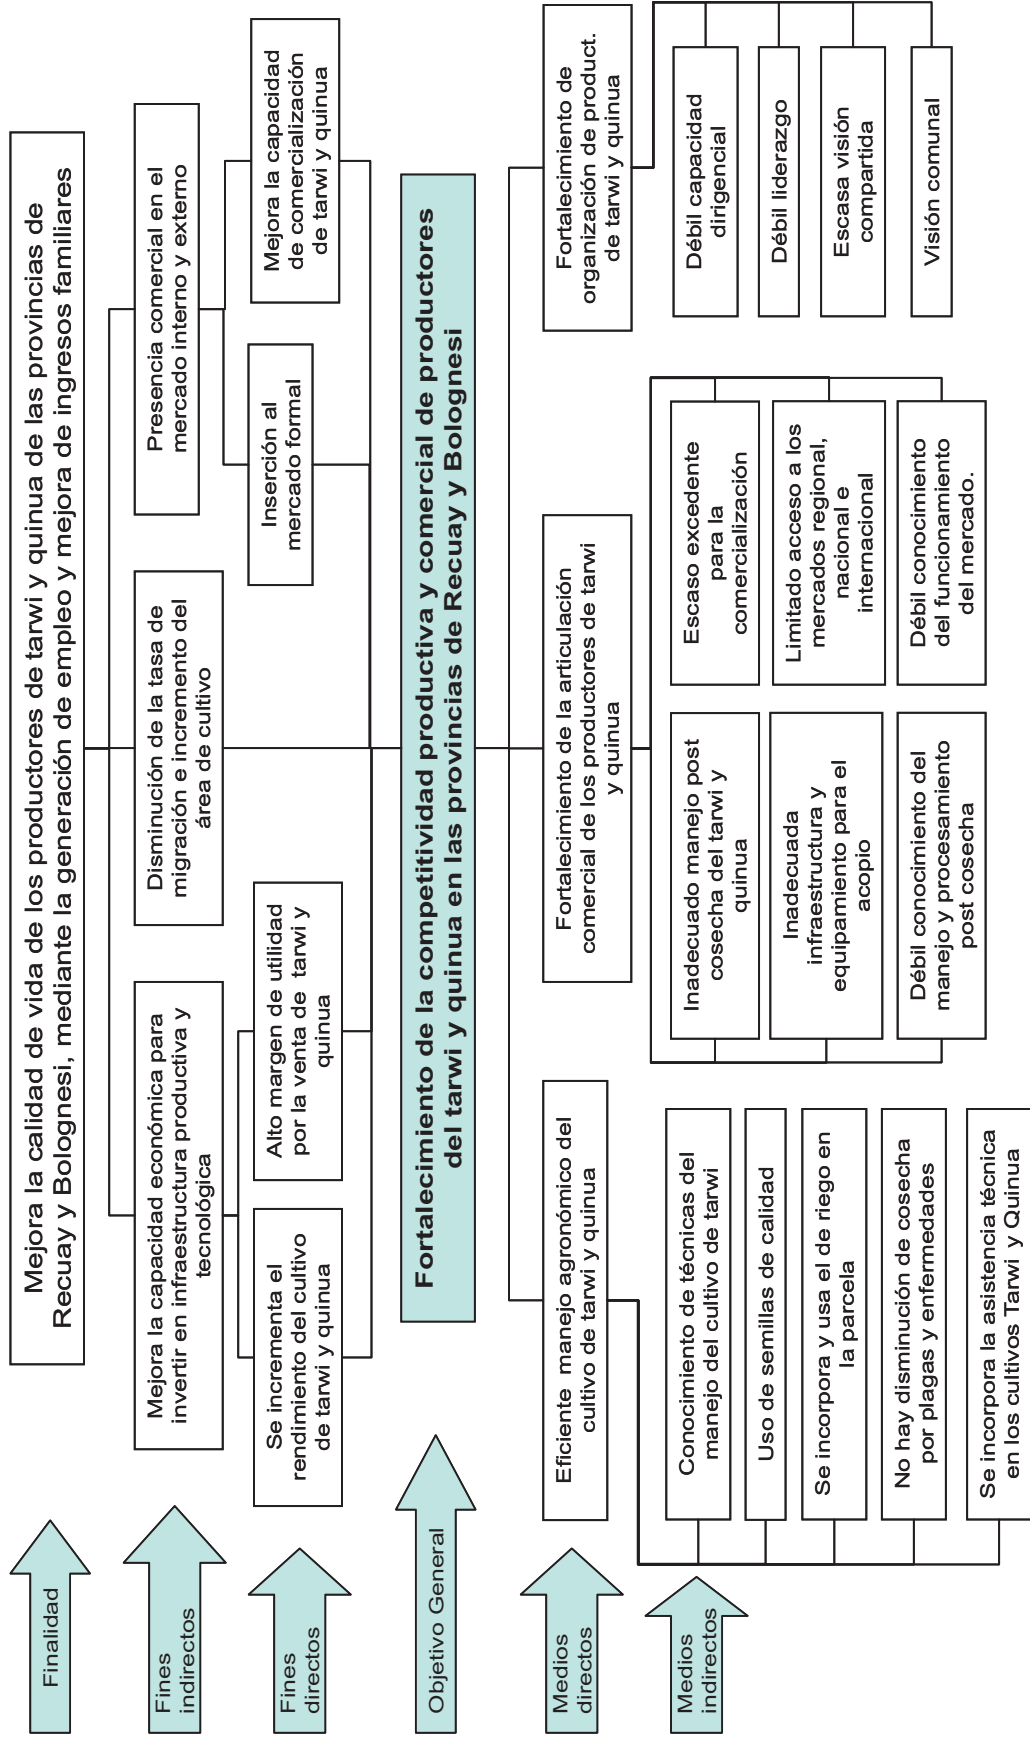 Finalidad
Mejora la calidad de vida de los productores de tarwi y quinua de las provincias de
Recuay y Bolognesi, mediante la generación de empleo y mejora de ingresos familiares
Fines
indirectos
Mejora la capacidad económica para
invertir en infraestructura productiva y
tecnológica
Disminución de la tasa de
migración e incremento del
área de cultivo
Presencia comercial en el
mercado interno y externo
Fines
directos
Se incrementa el
rendimiento del cultivo
de tarwi y quinua
Alto margen de utilidad
por la venta de tarwi y
quinua
Inserción al
mercado formal
Mejora la capacidad
de comercialización
de tarwi y quinua
Objetivo General
Fortalecimiento de la competitividad productiva y comercial de productores
del tarwi y quinua en las provincias de Recuay y Bolognesi
Medios
directos
Eficiente manejo agronómico del
cultivo de tarwi y quinua
Fortalecimiento de la articulación
comercial de los productores de tarwi
y quinua
Fortalecimiento de
organización de product.
de tarwi y quinua
Medios
indirectos
Conocimiento de técnicas del
manejo del cultivo de tarwi
Uso de semillas de calidad
Se incorpora y usa el de riego en
la parcela
No hay disminución de cosecha
por plagas y enfermedades
Se incorpora la asistencia técnica
en los cultivos Tarwi y Quinua
Inadecuado manejo post
cosecha del tarwi y
quinua
Inadecuada
infraestructura y
equipamiento para el
acopio
Débil conocimiento del
manejo y procesamiento
post cosecha
Escaso excedente
para la
comercialización
Limitado acceso a los
mercados regional,
nacional e
internacional
Débil conocimiento
del funcionamiento
del mercado.
Débil capacidad
dirigencial
Débil liderazgo
Escasa visión
compartida
Visión comunal